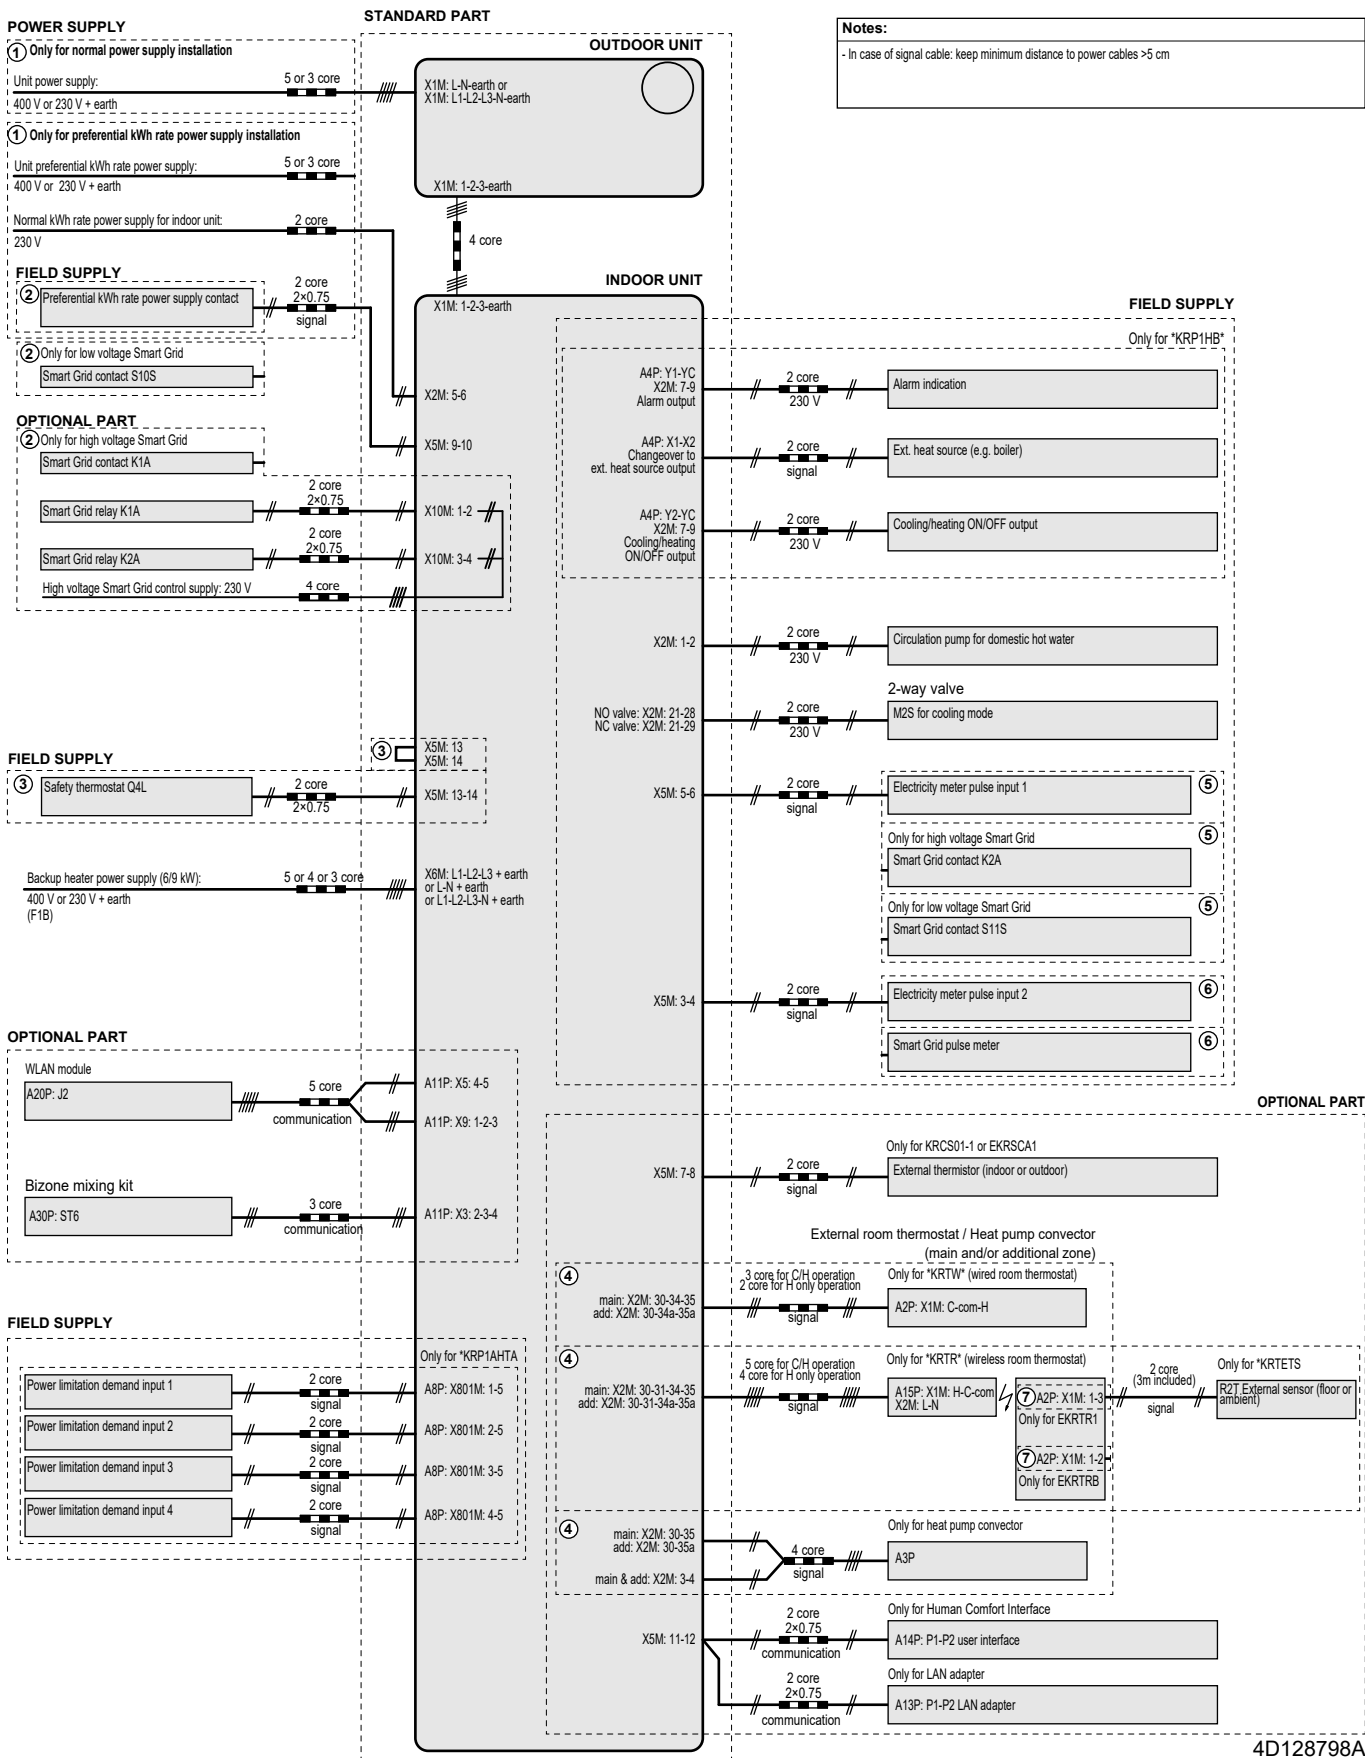 POWER SUPPLY
① Only for normal power supply installation
Unit power supply:
5 or 3 core
400 V or 230 V + earth
① Only for preferential kWh rate power supply installation
Unit preferential kWh rate power supply:
5 or 3 core
400 V or 230 V + earth
Normal kWh rate power supply for indoor unit:
2 core
230 V
FIELD SUPPLY
② Preferential kWh rate power supply contact
2 core
2×0.75
signal
② Only for low voltage Smart Grid
Smart Grid contact S10S
OPTIONAL PART
② Only for high voltage Smart Grid
Smart Grid contact K1A
Smart Grid relay K1A
2 core
2×0.75
Smart Grid relay K2A
2 core
2×0.75
High voltage Smart Grid control supply: 230 V
4 core
FIELD SUPPLY
③ Safety thermostat Q4L
2 core
2×0.75
Backup heater power supply (6/9 kW):
5 or 4 or 3 core
400 V or 230 V + earth
(F1B)
OPTIONAL PART
WLAN module
A20P: J2
5 core
communication
Bizone mixing kit
A30P: ST6
3 core
communication
FIELD SUPPLY
Only for *KRP1AHTA
Power limitation demand input 1
2 core
signal
A8P: X801M: 1-5
Power limitation demand input 2
2 core
signal
A8P: X801M: 2-5
Power limitation demand input 3
2 core
signal
A8P: X801M: 3-5
Power limitation demand input 4
2 core
signal
A8P: X801M: 4-5
STANDARD PART
OUTDOOR UNIT
X1M: L-N-earth or
X1M: L1-L2-L3-N-earth
X1M: 1-2-3-earth
4 core
INDOOR UNIT
X1M: 1-2-3-earth
X2M: 5-6
X5M: 9-10
X10M: 1-2
X10M: 3-4
③
X5M: 13
X5M: 14
X5M: 13-14
X6M: L1-L2-L3 + earth
or L-N + earth
or L1-L2-L3-N + earth
A11P: X5: 4-5
A11P: X9: 1-2-3
A11P: X3: 2-3-4
Notes:
- In case of signal cable: keep minimum distance to power cables >5 cm
FIELD SUPPLY
Only for *KRP1HB*
A4P: Y1-YC
X2M: 7-9
Alarm output
2 core
230 V
Alarm indication
A4P: X1-X2
Changeover to
ext. heat source output
2 core
signal
Ext. heat source (e.g. boiler)
A4P: Y2-YC
X2M: 7-9
Cooling/heating
ON/OFF output
2 core
230 V
Cooling/heating ON/OFF output
X2M: 1-2
2 core
230 V
Circulation pump for domestic hot water
2-way valve
NO valve: X2M: 21-28
NC valve: X2M: 21-29
2 core
230 V
M2S for cooling mode
X5M: 5-6
2 core
signal
Electricity meter pulse input 1
⑤
Only for high voltage Smart Grid
⑤
Smart Grid contact K2A
Only for low voltage Smart Grid
⑤
Smart Grid contact S11S
X5M: 3-4
2 core
signal
Electricity meter pulse input 2
⑥
Smart Grid pulse meter
⑥
OPTIONAL PART
Only for KRCS01-1 or EKRSCA1
X5M: 7-8
2 core
signal
External thermistor (indoor or outdoor)
External room thermostat / Heat pump convector
(main and/or additional zone)
④
3 core for C/H operation
2 core for H only operation
Only for *KRTW* (wired room thermostat)
main: X2M: 30-34-35
add: X2M: 30-34a-35a
signal
A2P: X1M: C-com-H
④
5 core for C/H operation
4 core for H only operation
Only for *KRTR* (wireless room thermostat)
main: X2M: 30-31-34-35
add: X2M: 30-31-34a-35a
signal
A15P: X1M: H-C-com
X2M: L-N
⑦ A2P: X1M: 1-3
Only for EKRTR1
⑦ A2P: X1M: 1-2
Only for EKRTRB
2 core
(3m included)
signal
Only for *KRTETS
R2T External sensor (floor or
ambient)
④
Only for heat pump convector
main: X2M: 30-35
add: X2M: 30-35a
main & add: X2M: 3-4
4 core
signal
A3P
Only for Human Comfort Interface
X5M: 11-12
2 core
2×0.75
communication
A14P: P1-P2 user interface
Only for LAN adapter
2 core
2×0.75
communication
A13P: P1-P2 LAN adapter
4D128798A